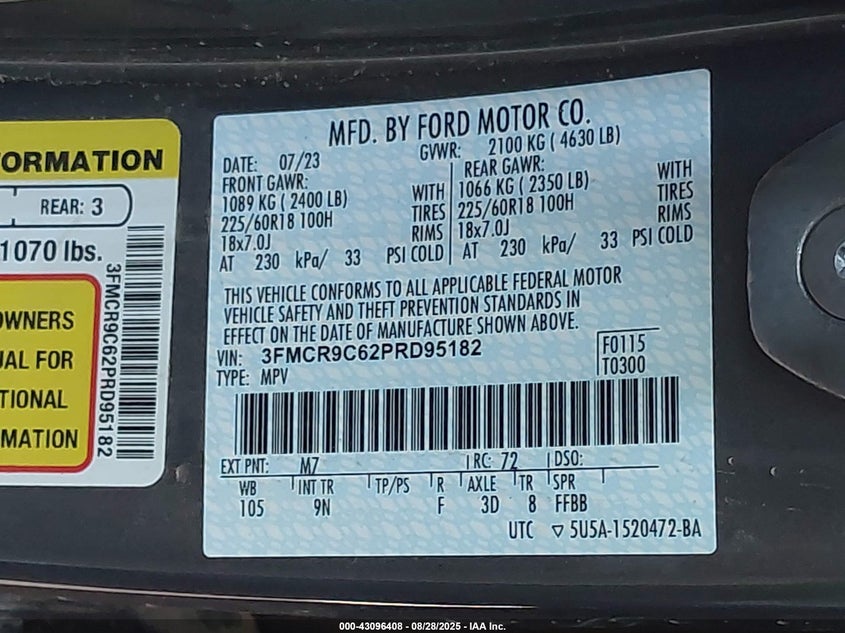 FORMATION
REAR: 3
1070 lbs.
OWNERS
UAL FOR
TIONAL
MATION
3FMCR9C62PRD95182
MFD. BY FORD MOTOR CO.
DATE: 07/23 GVWR: 2100 KG ( 4630 LB)
FRONT GAWR: REAR GAWR:
1089 KG ( 2400 LB) WITH 1066 KG ( 2350 LB) WITH
225/60R18 100H TIRES 225/60R18 100H TIRES
18x7.0J RIMS 18x7.0J RIMS
AT 230 kPa/ 33 PSI COLD AT 230 kPa/ 33 PSI COLD
THIS VEHICLE CONFORMS TO ALL APPLICABLE FEDERAL MOTOR
VEHICLE SAFETY AND THEFT PREVENTION STANDARDS IN
EFFECT ON THE DATE OF MANUFACTURE SHOWN ABOVE.
VIN: 3FMCR9C62PRD95182 F0115
TYPE: MPV T0300
EXT PNT: M7 RC: 72 DSO:
WB INT TR TP/PS R AXLE TR SPR
105 9N F 3D 8 FFBB
UTC ▽ 5U5A-1520472-BA
000-43096408 - 08/28/2025 - IAA Inc.